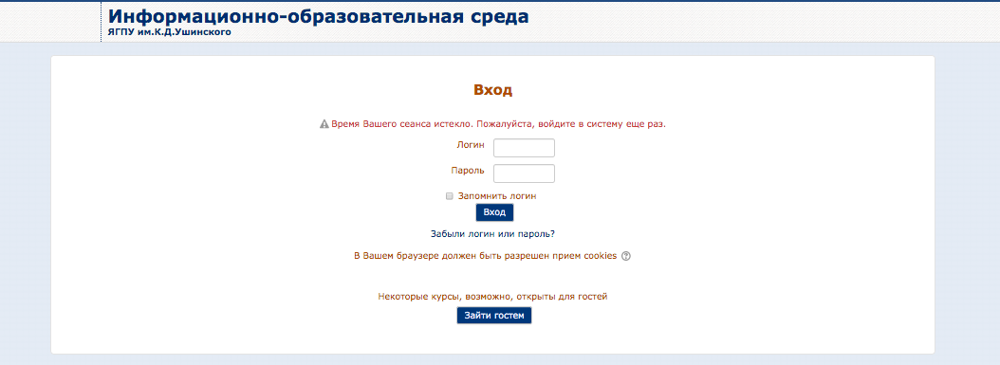 Информационно-образовательная среда
ЯГПУ им.К.Д.Ушинского
Вход
Время Вашего сеанса истекло. Пожалуйста, войдите в систему еще раз.
Логин
Пароль
Запомнить логин
Вход
Забыли логин или пароль?
В Вашем браузере должен быть разрешен прием cookies
Некоторые курсы, возможно, открыты для гостей
Зайти гостем